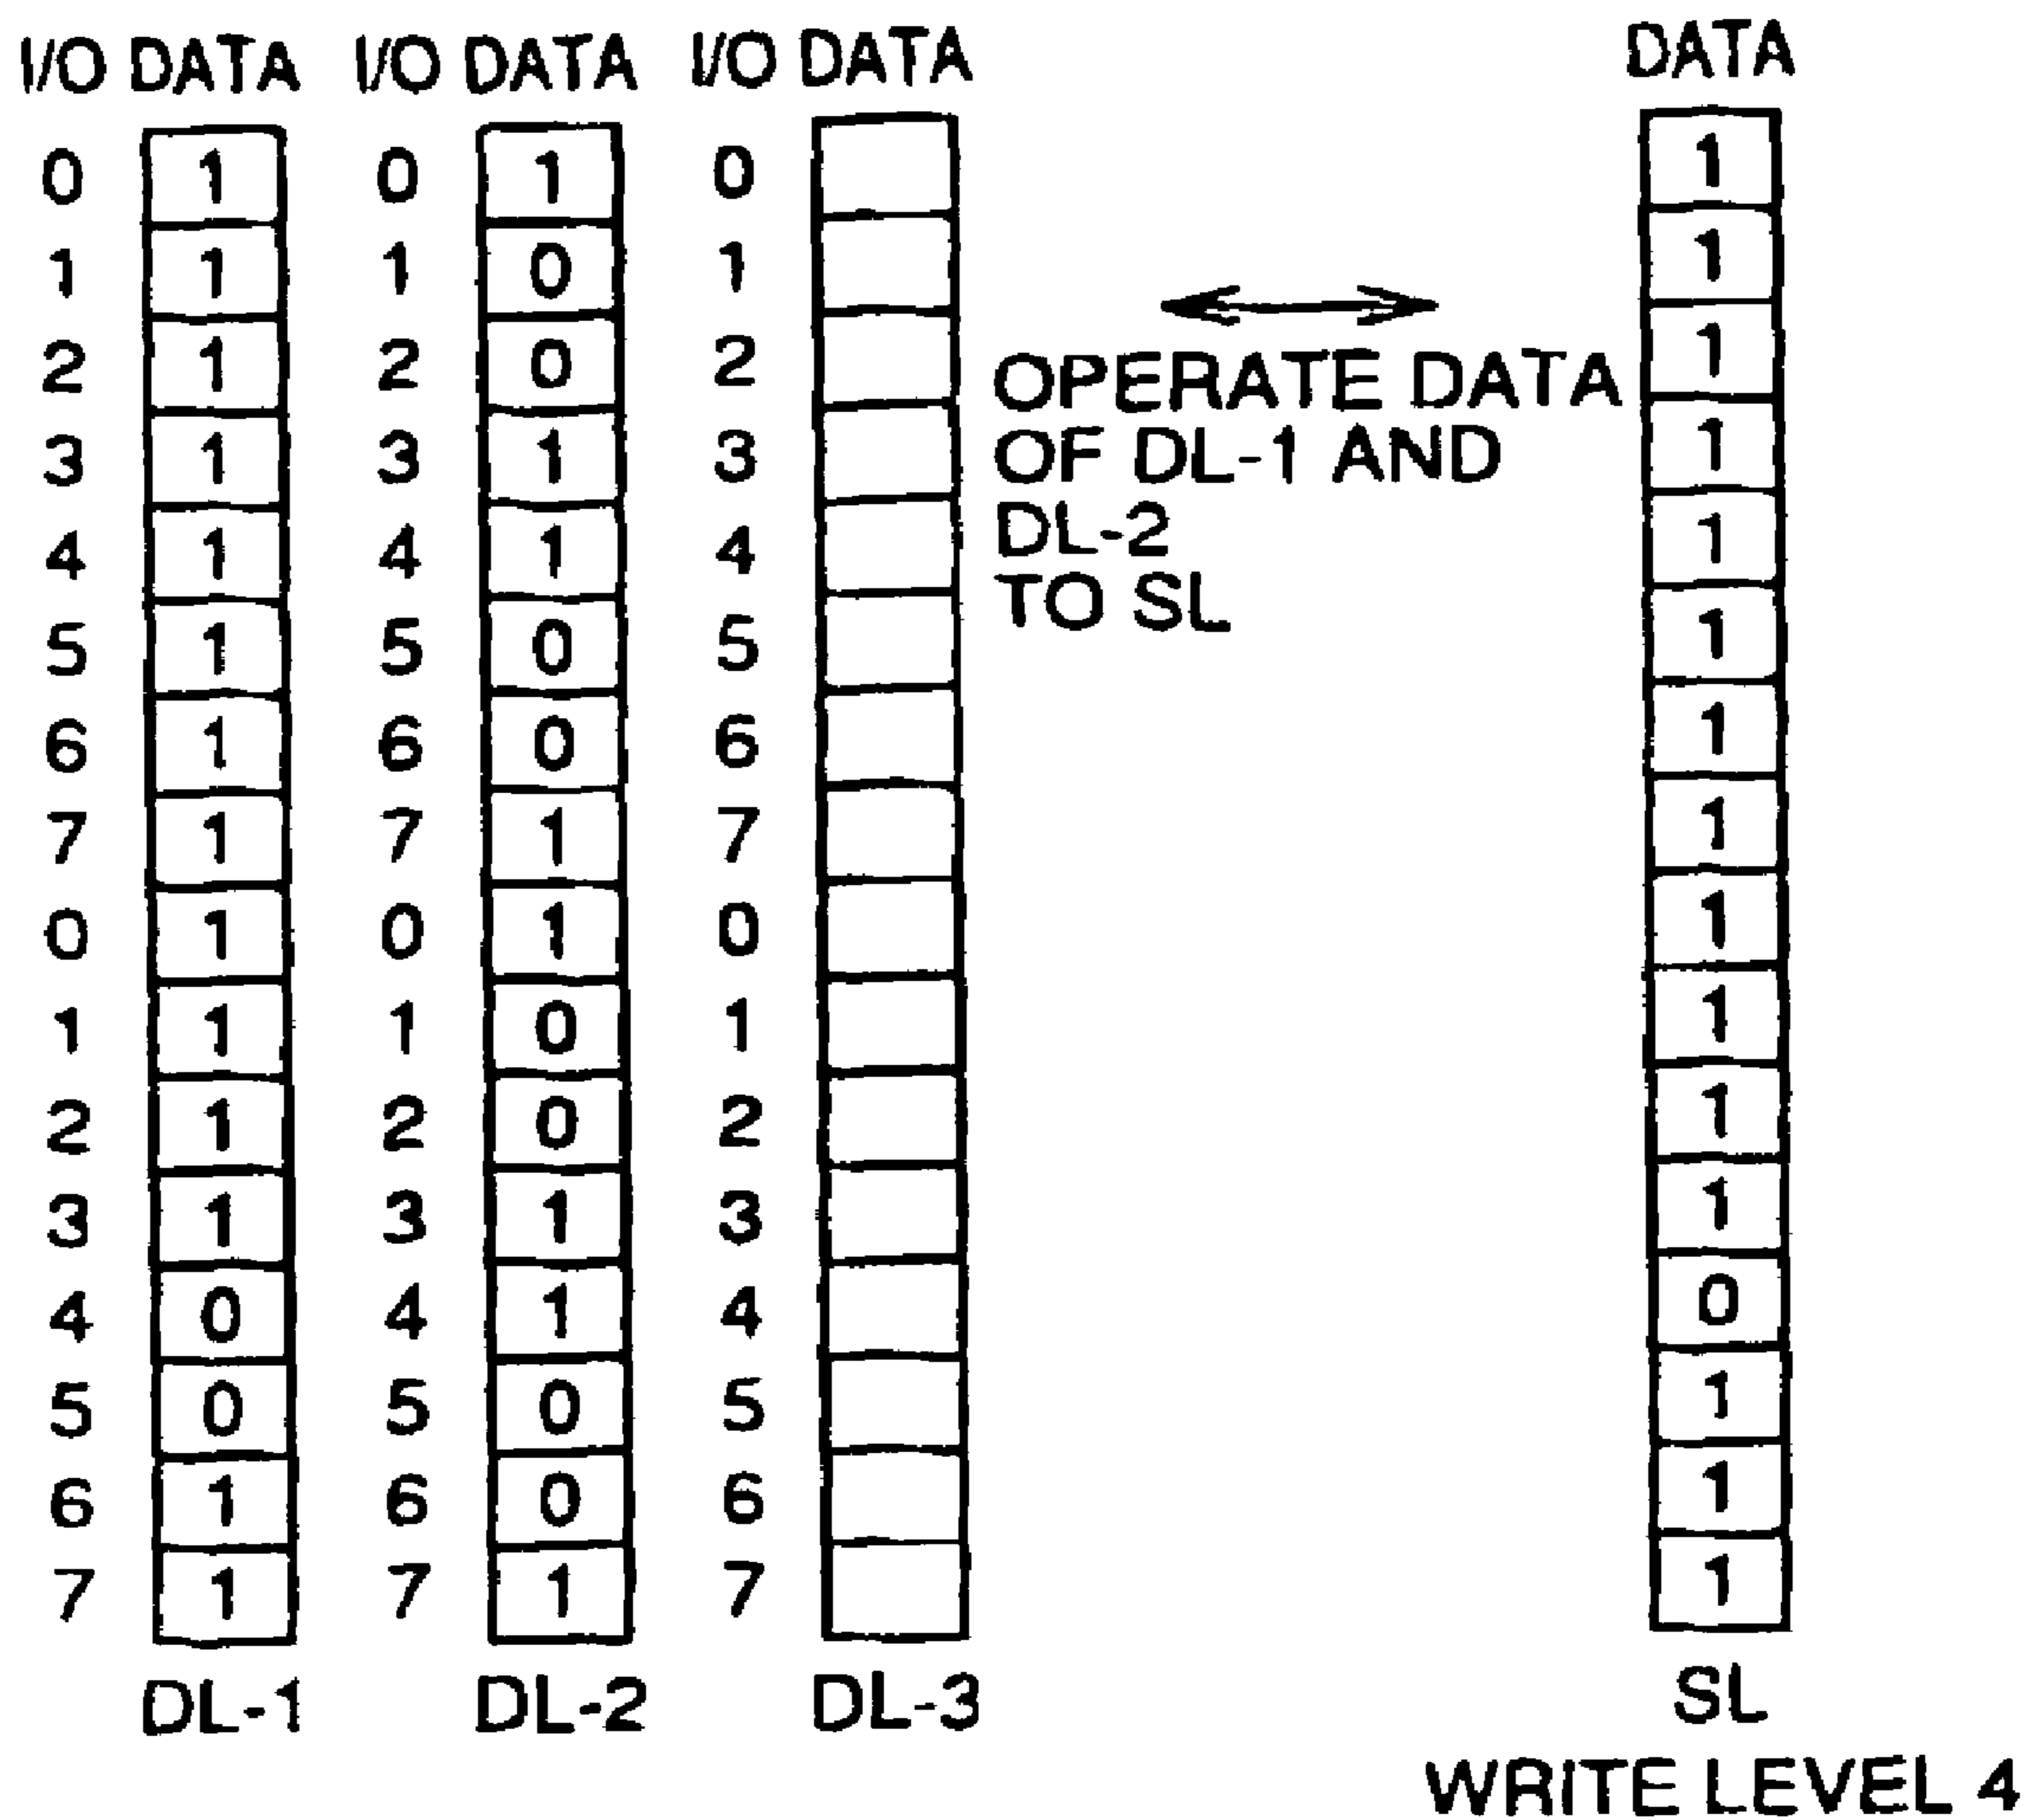 I/O DATA I/O DATA I/O DATA DATA
0 1 0 1 0 1
1 1 1 0 1 1
2 1 2 0 2 1
3 1 3 1 3 1
4 1 4 1 4 1
5 1 5 0 5 1
6 1 6 0 6 1
7 1 7 1 7 1
0 1 0 1 0 1
1 1 1 0 1 1
2 1 2 0 2 1
3 1 3 1 3 1
4 0 4 1 4 0
5 0 5 0 5 1
6 1 6 0 6 1
7 1 7 1 7 1
OPERATE DATA
OF DL-1 AND
DL-2
TO SL
DL-1 DL-2 DL-3 SL
WRITE LEVEL 4